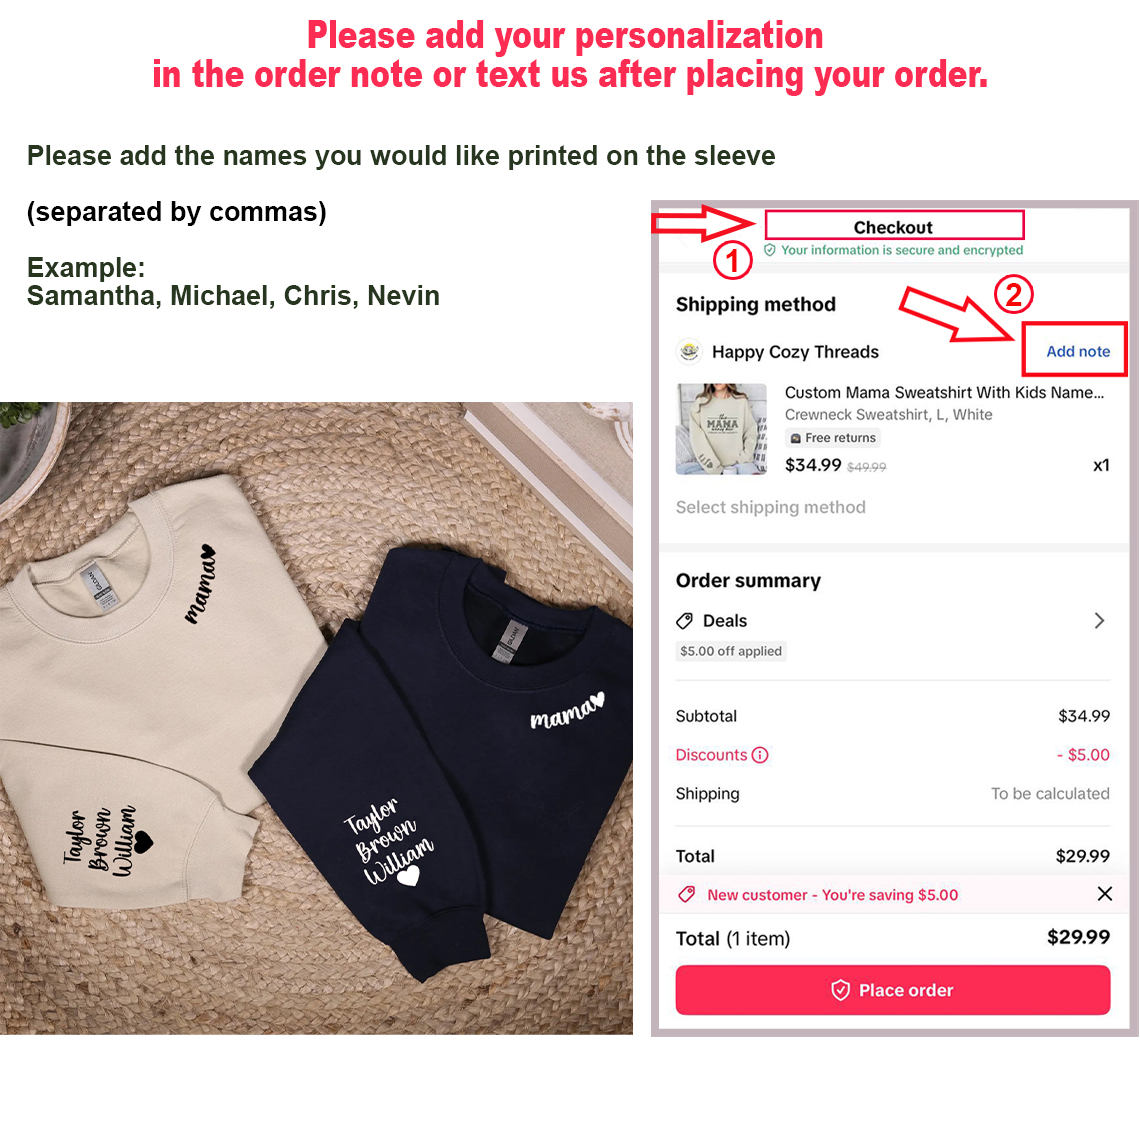 Please add your personalization
in the order note or text us after placing your order.
Please add the names you would like printed on the sleeve
(separated by commas)
Example:
Samantha, Michael, Chris, Nevin
mama
Taylor
Brown
William
mama
Taylor
Brown
William
GILDAN
GILDAN
Checkout
1
Your information is secure and encrypted
2
Shipping method
Happy Cozy Threads
Add note
Custom Mama Sweatshirt With Kids Name...
Crewneck Sweatshirt, L, White
Free returns
$34.99 $49.99
x1
MAMA
Select shipping method
Order summary
Deals
$5.00 off applied
Subtotal
$34.99
Discounts
- $5.00
Shipping
To be calculated
Total
$29.99
New customer - You're saving $5.00
Total (1 item)
$29.99
Place order